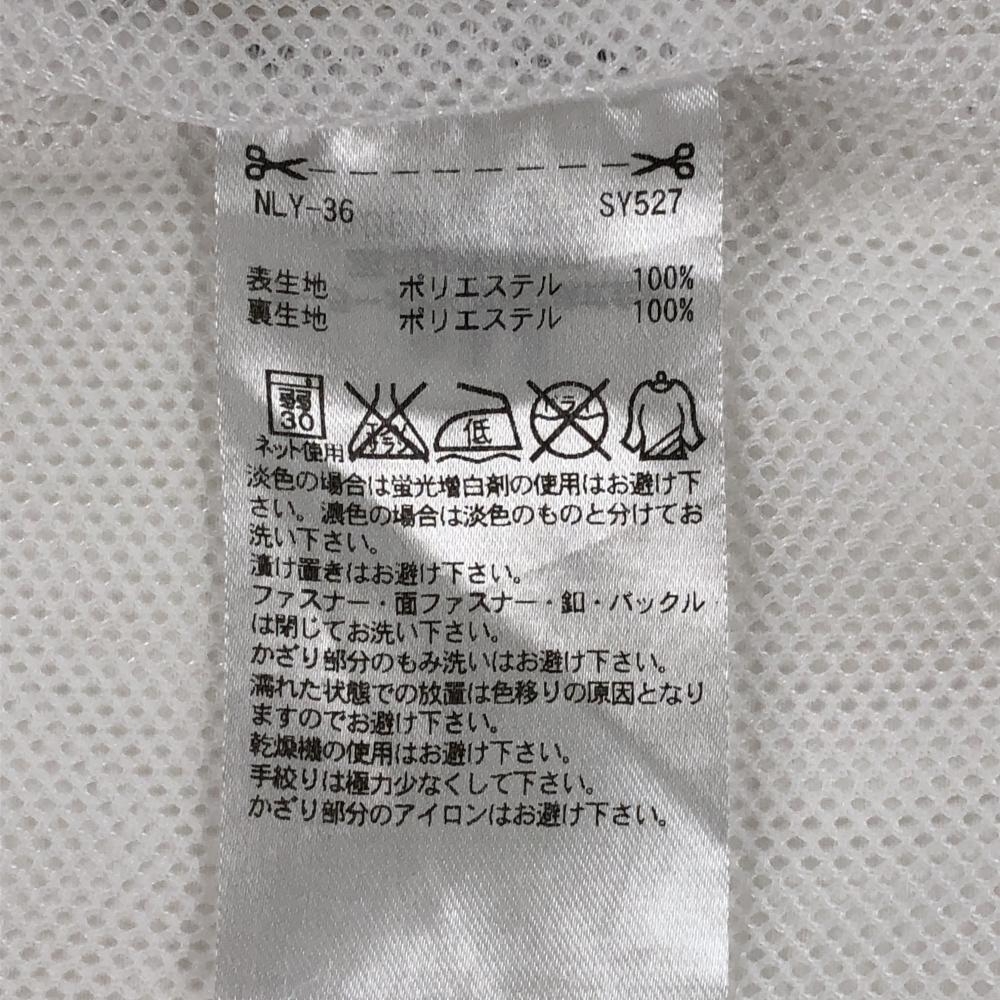 NLY-36 SY527
表生地 ポリエステル 100%
裏生地 ポリエステル 100%
弱
30
ネット使用
低
淡色の場合は蛍光増白剤の使用はお避け下
さい。濃色の場合は淡色のものと分けてお
洗い下さい。
漬け置きはお避け下さい。
ファスナー・面ファスナー・釦・バックル
は閉じてお洗い下さい。
かざり部分のもみ洗いはお避け下さい。
濡れた状態での放置は色移りの原因となり
ますのでお避け下さい。
乾燥機の使用はお避け下さい。
手絞りは極力少なくして下さい。
かざり部分のアイロンはお避け下さい。